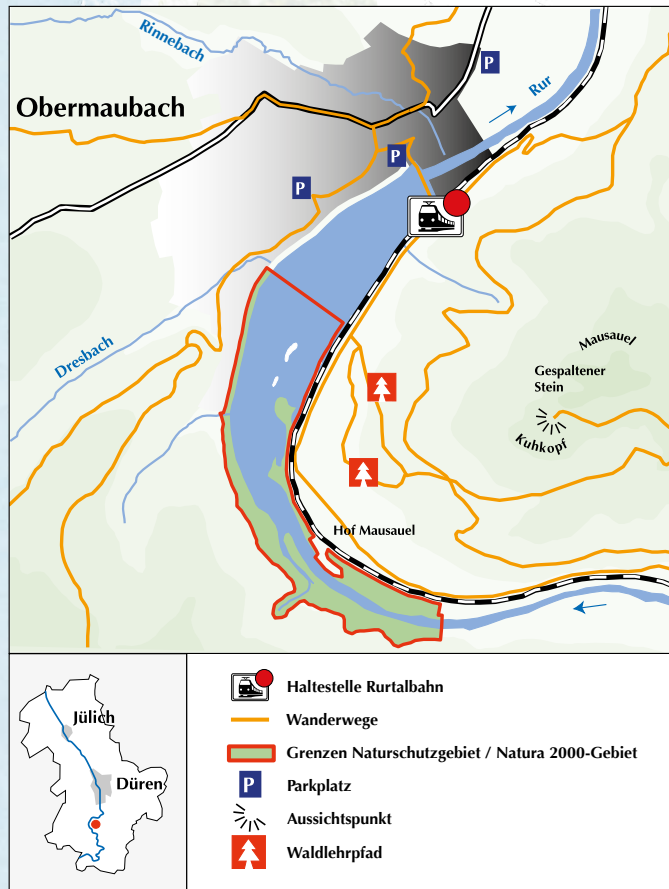 Rinnebach
P
Rur
Obermaubach
P
P
Dresbach
Mausauel
Gespaltener
Stein
Kuhkopf
Hof Mausauel
Jülich
Düren
Haltestelle Rurtalbahn
Wanderwege
Grenzen Naturschutzgebiet / Natura 2000-Gebiet
P Parkplatz
Aussichtspunkt
Waldlehrpfad